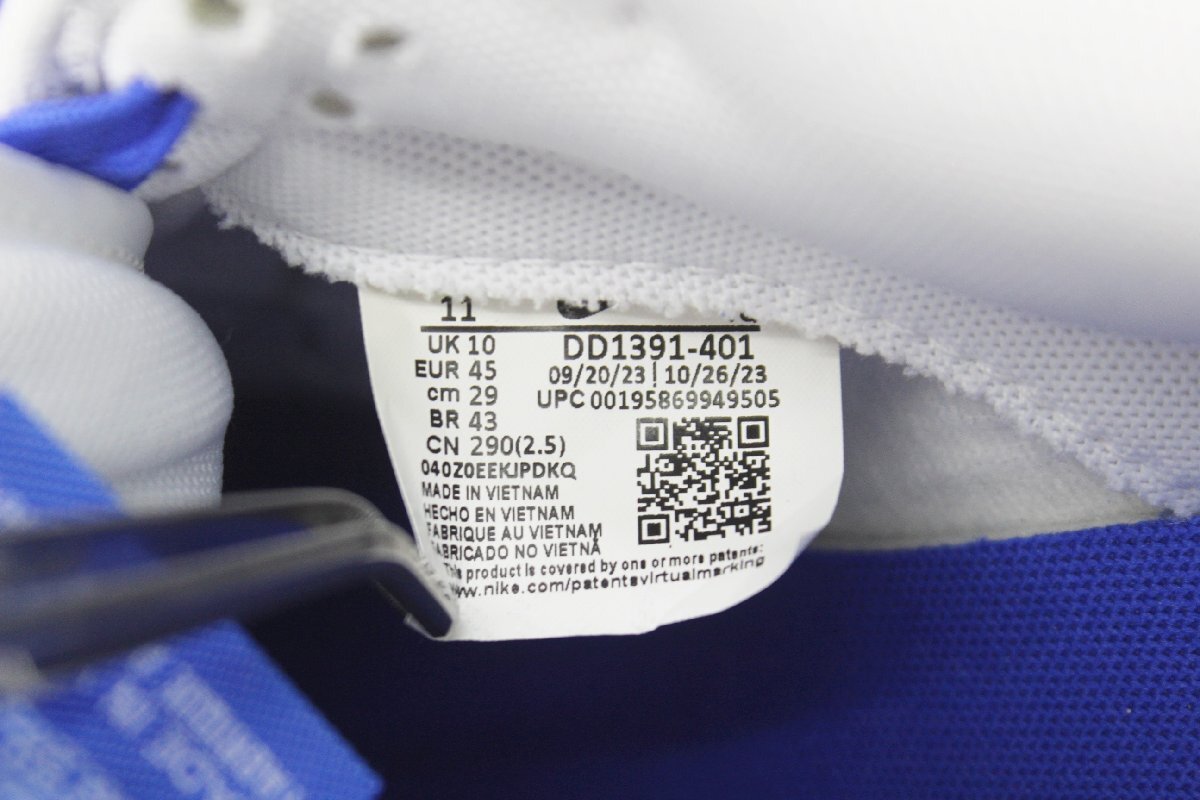 11
UK 10
EUR 45
cm 29
BR 43
CN 290(2.5)
DD1391-401
09/20/23 | 10/26/23
UPC 00195869949505
040Z0EEKJPDKQ
MADE IN VIETNAM
HECHO EN VIETNAM
FABRIQUE AU VIETNAM
FABRICADO NO VIETNÃ
This product is covered by one or more patents:
www.nike.com/patentsvirtualmarking